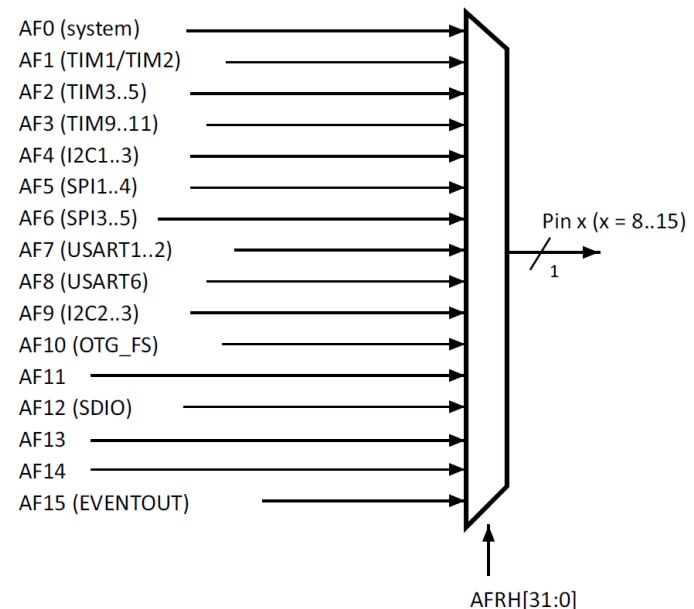 AF0 (system)
AF1 (TIM1/TIM2)
AF2 (TIM3..5)
AF3 (TIM9..11)
AF4 (I2C1..3)
AF5 (SPI1..4)
AF6 (SPI3..5)
AF7 (USART1..2)
AF8 (USART6)
AF9 (I2C2..3)
AF10 (OTG_FS)
AF11
AF12 (SDIO)
AF13
AF14
AF15 (EVENTOUT)
Pin x (x = 8..15)
1
AFRH[31:0]